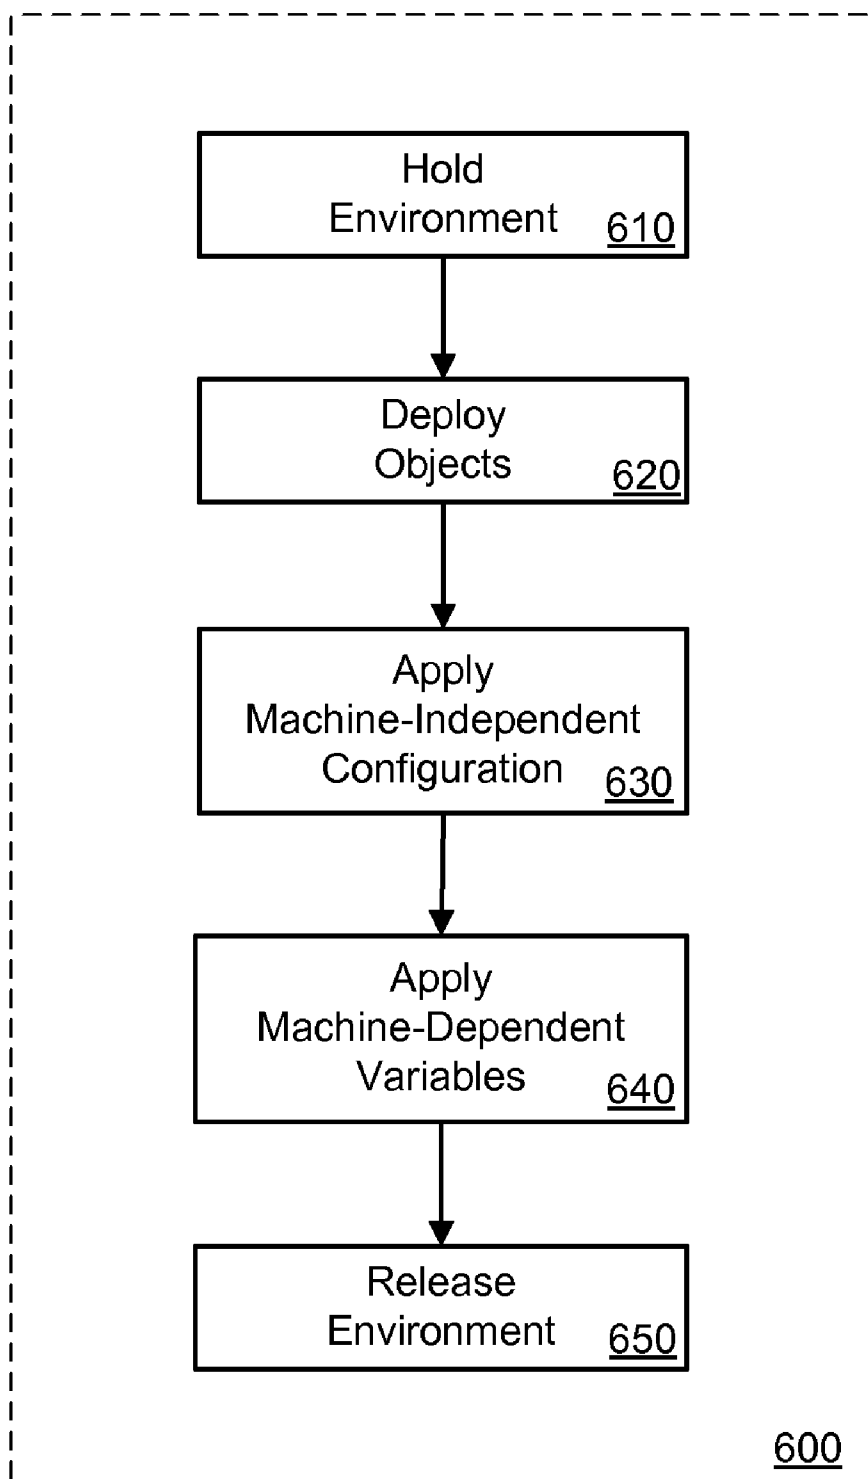 Hold
Environment
610
Deploy
Objects
620
Apply
Machine-Independent
Configuration
630
Apply
Machine-Dependent
Variables
640
Release
Environment
650
600